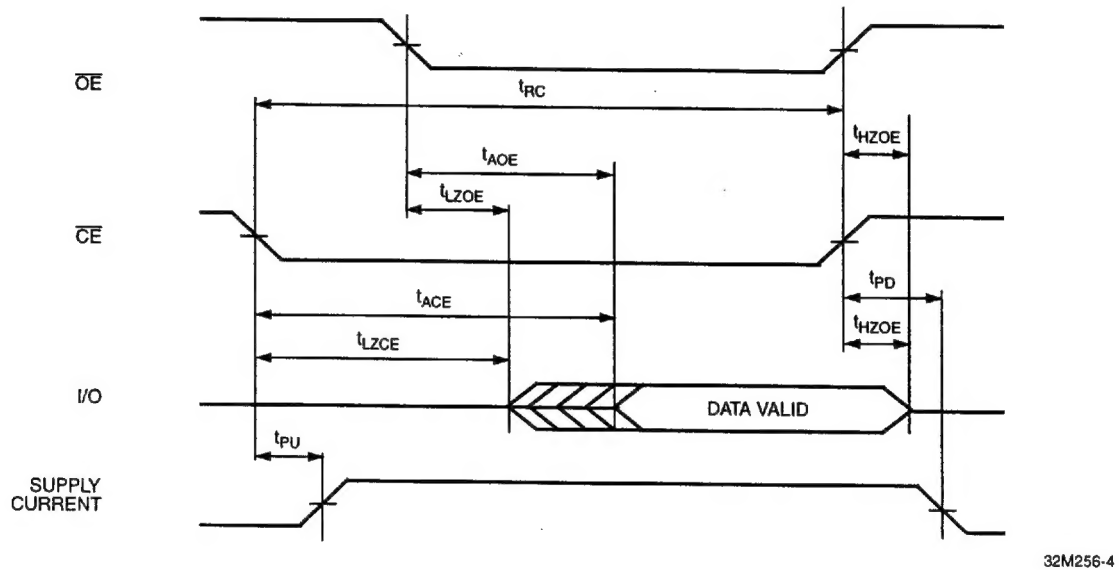 OE
tRC
tHZOE
tAOE
tLZOE
CE
tPD
tACE
tHZOE
tLZCE
I/O
DATA VALID
tPU
SUPPLY
CURRENT
32M256-4